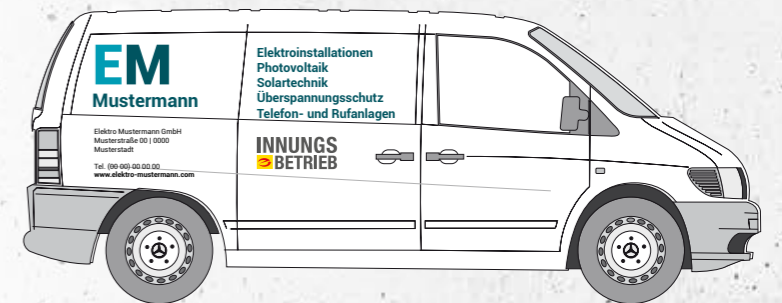 EM
Mustermann
Elektro Mustermann GmbH
Musterstraße 00 | 0000
Musterstadt
Tel. (00 00) 00 00 00
www.elektro-mustermann.com
Elektroinstallationen
Photovoltaik
Solartechnik
Überspannungsschutz
Telefon- und Rufanlagen
INNUNGS
BETRIEB